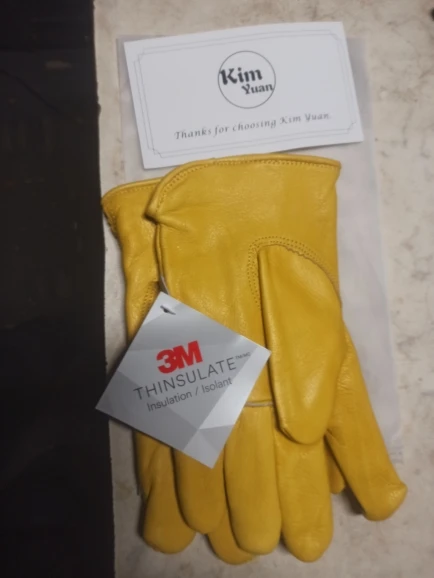 Kim
Yuan
Thanks for choosing Kim Yuan
3M
THINSULATE
Insulation / Isolant